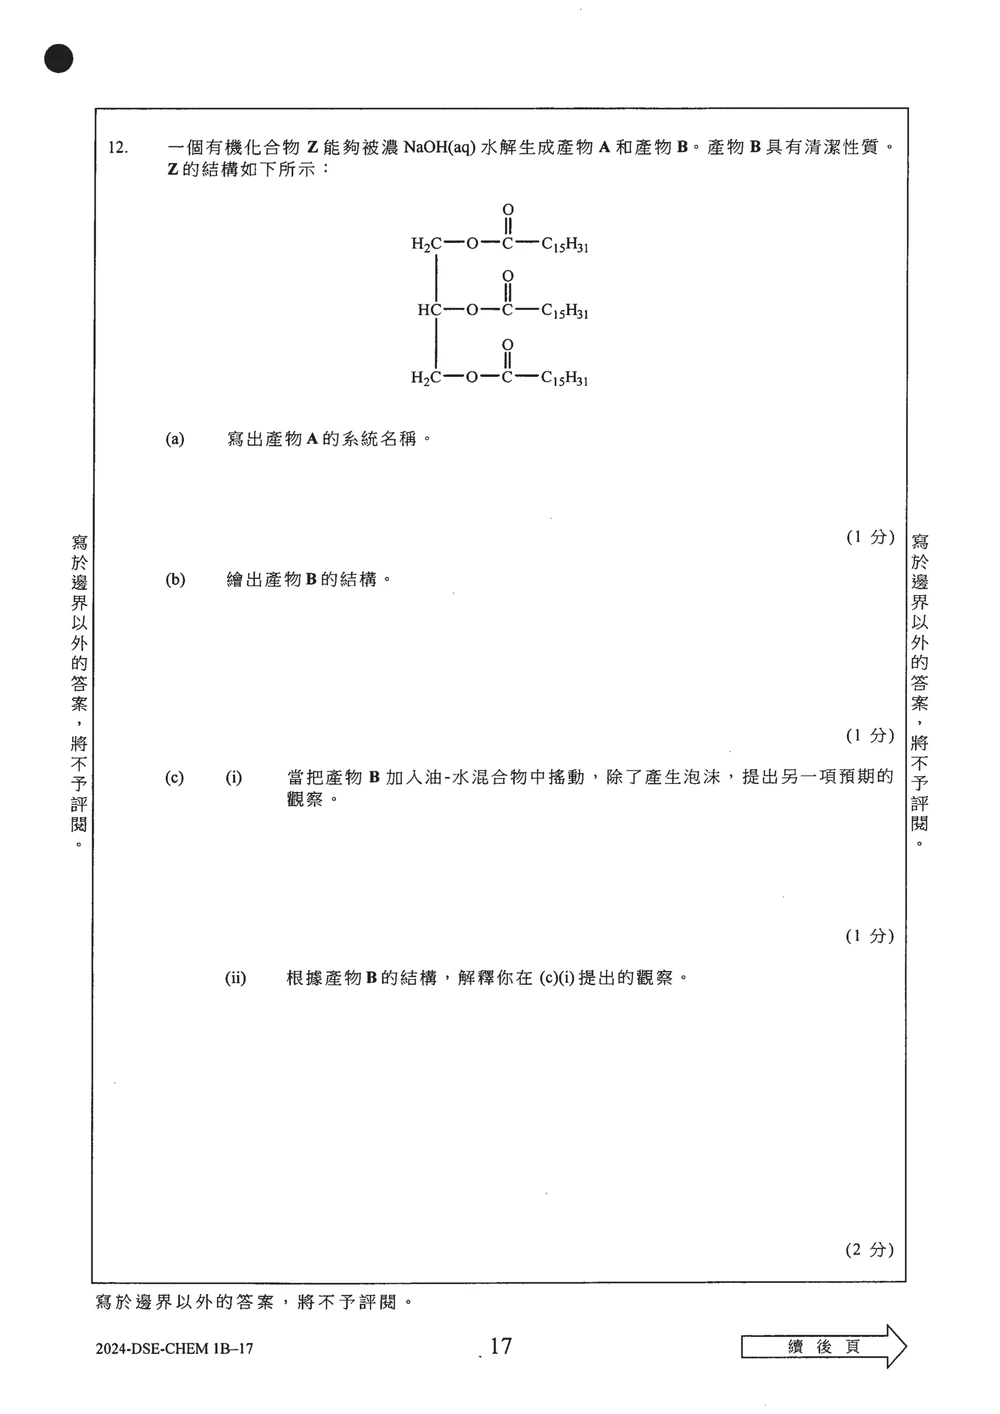 12. 一個有機化合物 Z 能夠被濃 NaOH(aq) 水解生成產物 A 和產物 B。產物 B 具有清潔性質。
Z 的結構如下所示：
O
H₂C—O—C—C₁₅H₃₁
O
HC—O—C—C₁₅H₃₁
O
H₂C—O—C—C₁₅H₃₁
(a) 寫出產物 A 的系統名稱。
(1 分)
(b) 繪出產物 B 的結構。
(1 分)
(c) (i) 當把產物 B 加入油-水混合物中搖動，除了產生泡沫，提出另一項預期的
觀察。
(1 分)
(ii) 根據產物 B 的結構，解釋你在 (c)(i) 提出的觀察。
(2 分)
寫於邊界以外的答案，將不予評閱。
寫於邊界以外的答案，將不予評閱。
寫於邊界以外的答案，將不予評閱。
2024-DSE-CHEM 1B–17
17
續後頁